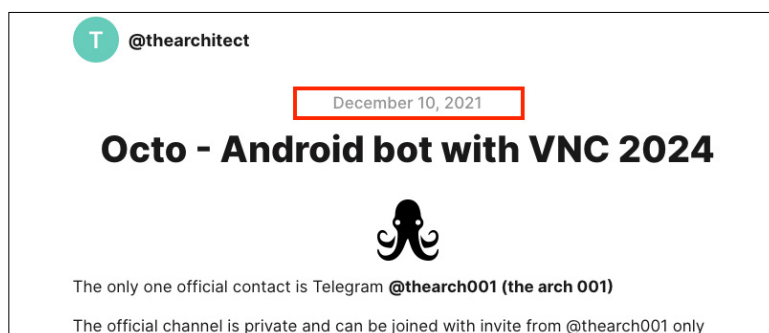 T @thearchitect
December 10, 2021
Octo - Android bot with VNC 2024
The only one official contact is Telegram @thearch001 (the arch 001)
The official channel is private and can be joined with invite from @thearch001 only